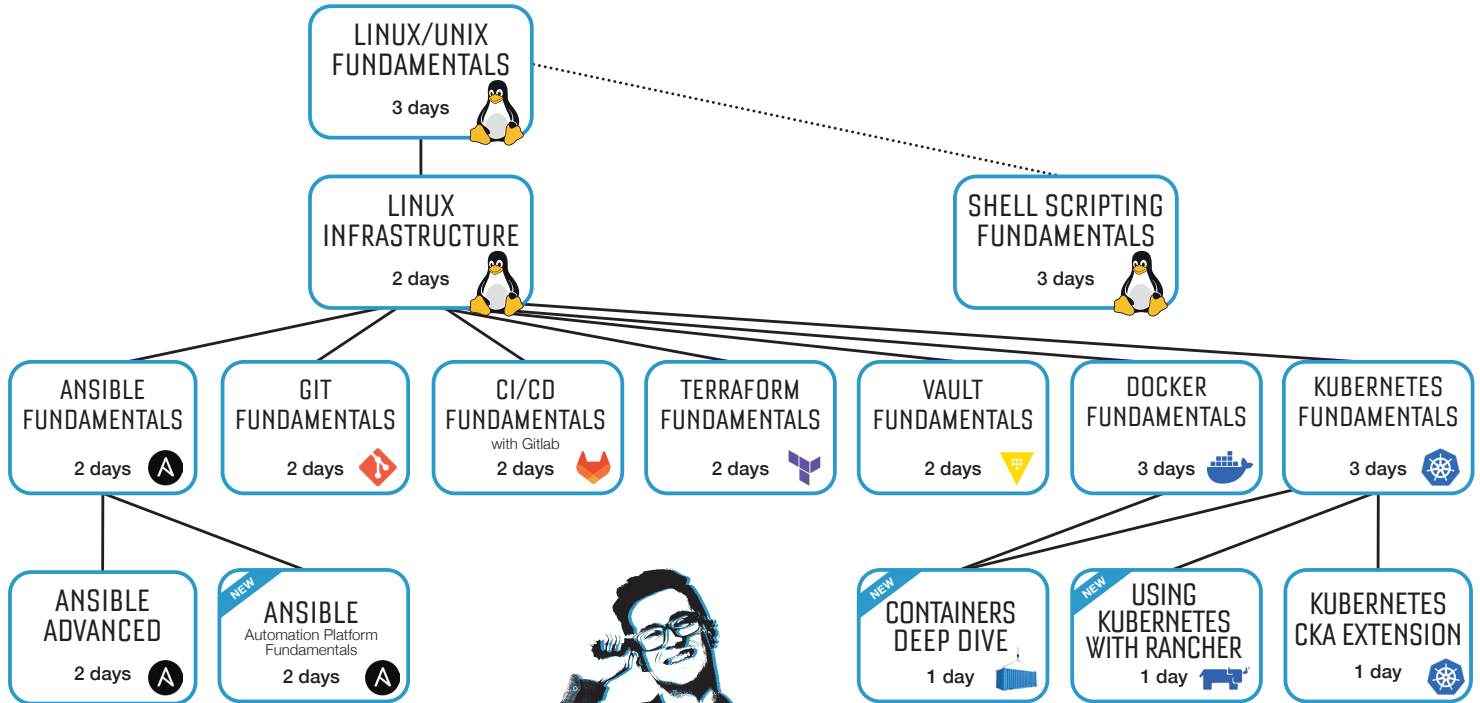 LINUX/UNIX
FUNDAMENTALS
3 days
LINUX
INFRASTRUCTURE
2 days
SHELL SCRIPTING
FUNDAMENTALS
3 days
ANSIBLE
FUNDAMENTALS
2 days
GIT
FUNDAMENTALS
2 days
CI/CD
FUNDAMENTALS
with Gitlab
2 days
TERRAFORM
FUNDAMENTALS
2 days
VAULT
FUNDAMENTALS
2 days
DOCKER
FUNDAMENTALS
3 days
KUBERNETES
FUNDAMENTALS
3 days
ANSIBLE
ADVANCED
2 days
NEW
ANSIBLE
Automation Platform
Fundamentals
2 days
NEW
CONTAINERS
DEEP DIVE
1 day
NEW
USING
KUBERNETES
WITH RANCHER
1 day
KUBERNETES
CKA EXTENSION
1 day